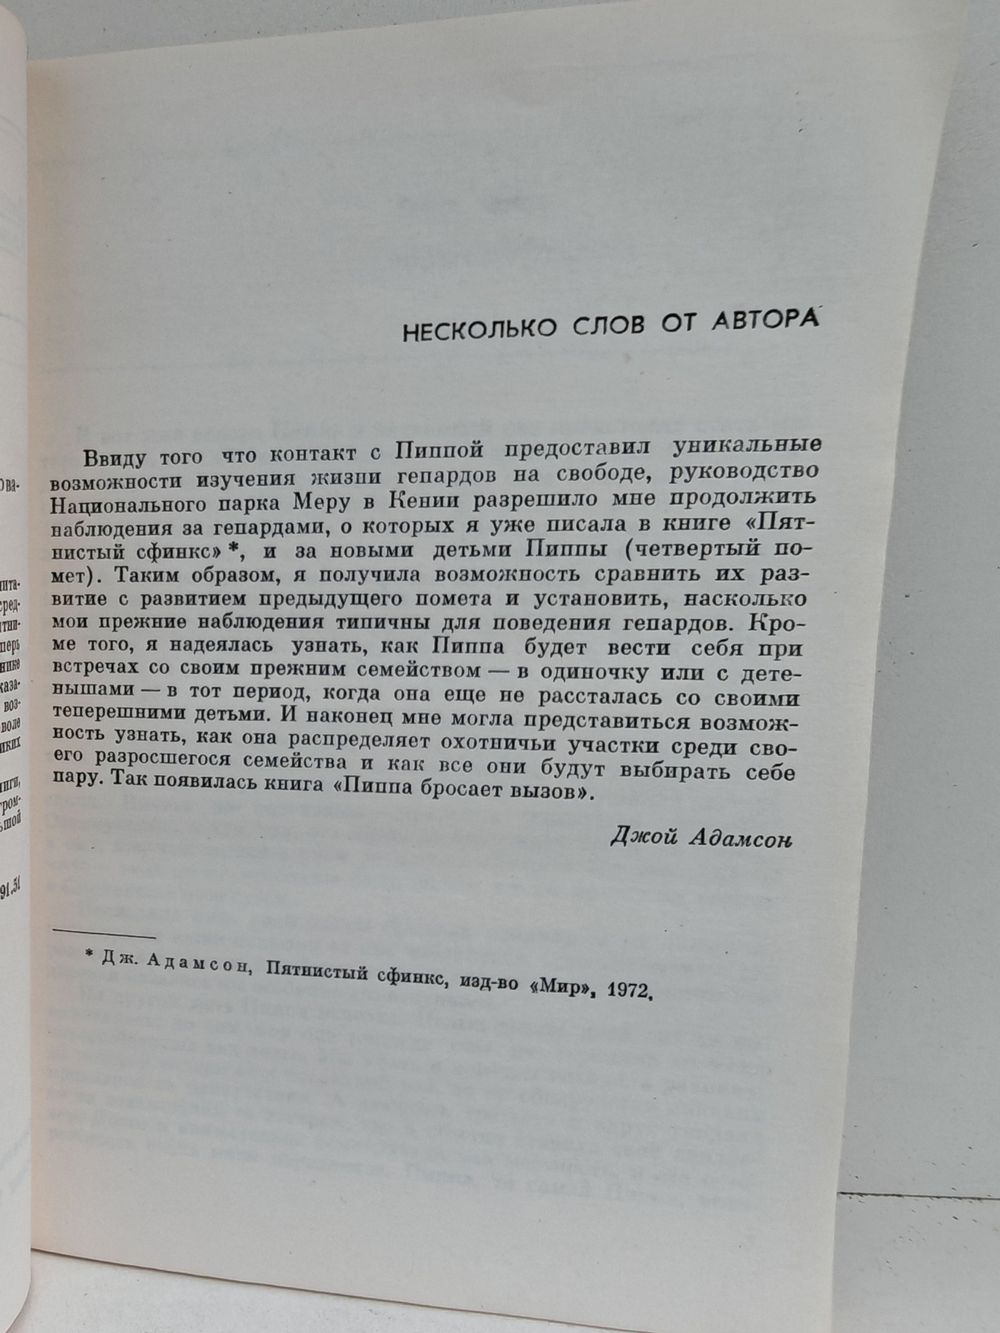 НЕСКОЛЬКО СЛОВ ОТ АВТОРА
Ввиду того что контакт с Пиппой предоставил уникальные
возможности изучения жизни гепардов на свободе, руководство
Национального парка Меру в Кении разрешило мне продолжить
наблюдения за гепардами, о которых я уже писала в книге «Пят-
нистый сфинкс»*, и за новыми детьми Пиппы (четвертый по-
мет). Таким образом, я получила возможность сравнить их раз-
витие с развитием предыдущего помета и установить, насколько
мои прежние наблюдения типичны для поведения гепардов. Кро-
ме того, я надеялась узнать, как Пиппа будет вести себя при
встречах со своим прежним семейством — в одиночку или с дете-
нышами — в тот период, когда она еще не рассталась со своими
теперешними детьми. И наконец мне могла представиться возмож-
ность узнать, как она распределяет охотничьи участки среди сво-
его разросшегося семейства и как все они будут выбирать себе
пару. Так появилась книга «Пиппа бросает вызов».
Джой Адамсон
* Дж. Адамсон, Пятнистый сфинкс, изд-во «Мир», 1972.